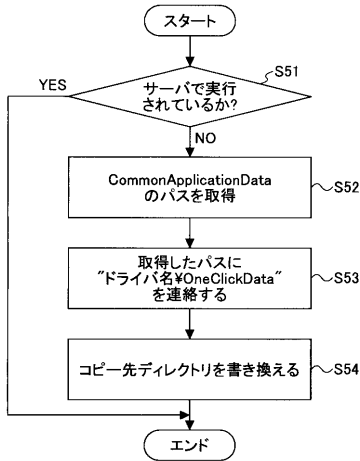 スタート
サーバで実行
されているか?
S51
YES
NO
CommonApplicationData
のパスを取得
S52
取得したパスに
"ドライバ名¥OneClickData"
を連絡する
S53
コピー先ディレクトリを書き換える
S54
エンド